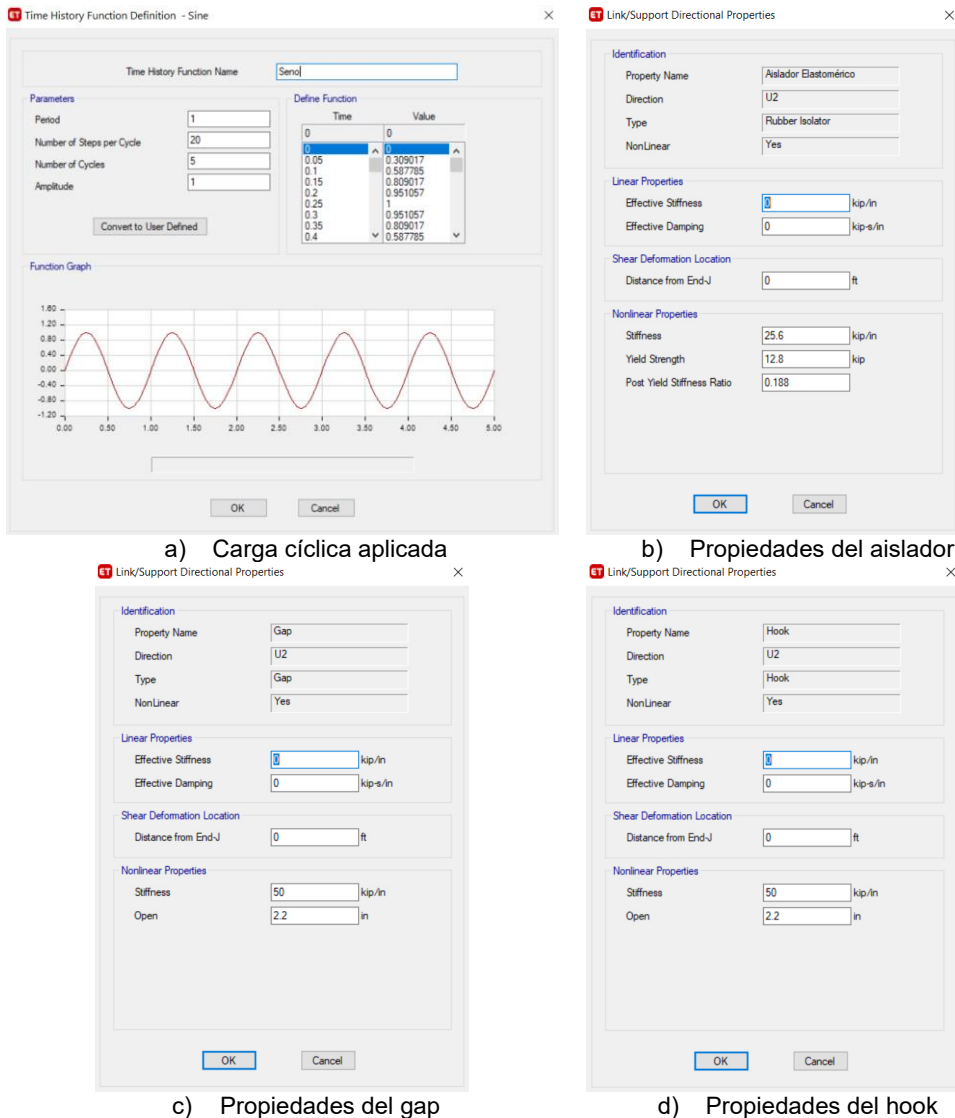 ET Time History Function Definition - Sine
Time History Function Name
Seno
Parameters
Period
1
Number of Steps per Cycle
20
Number of Cycles
5
Amplitude
1
Convert to User Defined
Define Function
Time Value
0 0
0 0
0.05 0.309017
0.1 0.587785
0.15 0.809017
0.2 0.951057
0.25 1
0.3 0.951057
0.35 0.809017
0.4 0.587785
Function Graph
1.60
1.20
0.80
0.40
0.00
-0.40
-0.80
-1.20
0.00 0.50 1.00 1.50 2.00 2.50 3.00 3.50 4.00 4.50 5.00
OK Cancel
a) Carga cíclica aplicada
ET Link/Support Directional Properties
Identification
Property Name Aislador Elastomérico
Direction U2
Type Rubber Isolator
NonLinear Yes
Linear Properties
Effective Stiffness 0 kip/in
Effective Damping 0 kip-s/in
Shear Deformation Location
Distance from End-J 0 ft
Nonlinear Properties
Stiffness 25.6 kip/in
Yield Strength 12.8 kip
Post Yield Stiffness Ratio 0.188
OK Cancel
b) Propiedades del aislador
ET Link/Support Directional Properties
Identification
Property Name Gap
Direction U2
Type Gap
NonLinear Yes
Linear Properties
Effective Stiffness 0 kip/in
Effective Damping 0 kip-s/in
Shear Deformation Location
Distance from End-J 0 ft
Nonlinear Properties
Stiffness 50 kip/in
Open 2.2 in
OK Cancel
c) Propiedades del gap
ET Link/Support Directional Properties
Identification
Property Name Hook
Direction U2
Type Hook
NonLinear Yes
Linear Properties
Effective Stiffness 0 kip/in
Effective Damping 0 kip-s/in
Shear Deformation Location
Distance from End-J 0 ft
Nonlinear Properties
Stiffness 50 kip/in
Open 2.2 in
OK Cancel
d) Propiedades del hook